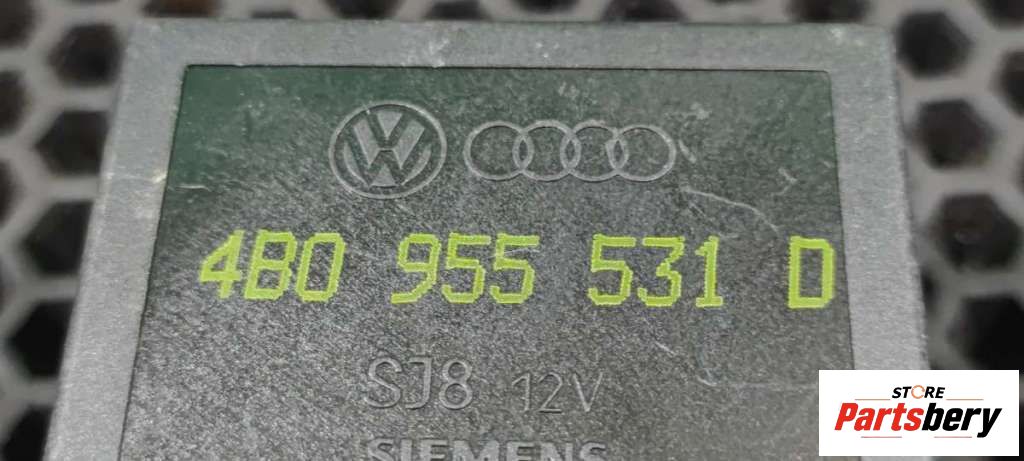 4B0 955 531 D
SJ8 12V
SIEMENS
STORE
Partsbery